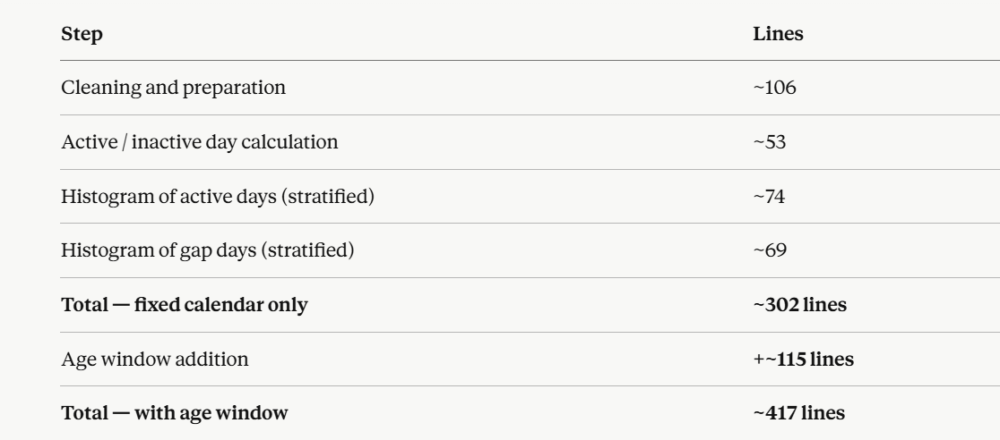 Step Lines
Cleaning and preparation ~106
Active / inactive day calculation ~53
Histogram of active days (stratified) ~74
Histogram of gap days (stratified) ~69
Total — fixed calendar only ~302 lines
Age window addition +~115 lines
Total — with age window ~417 lines